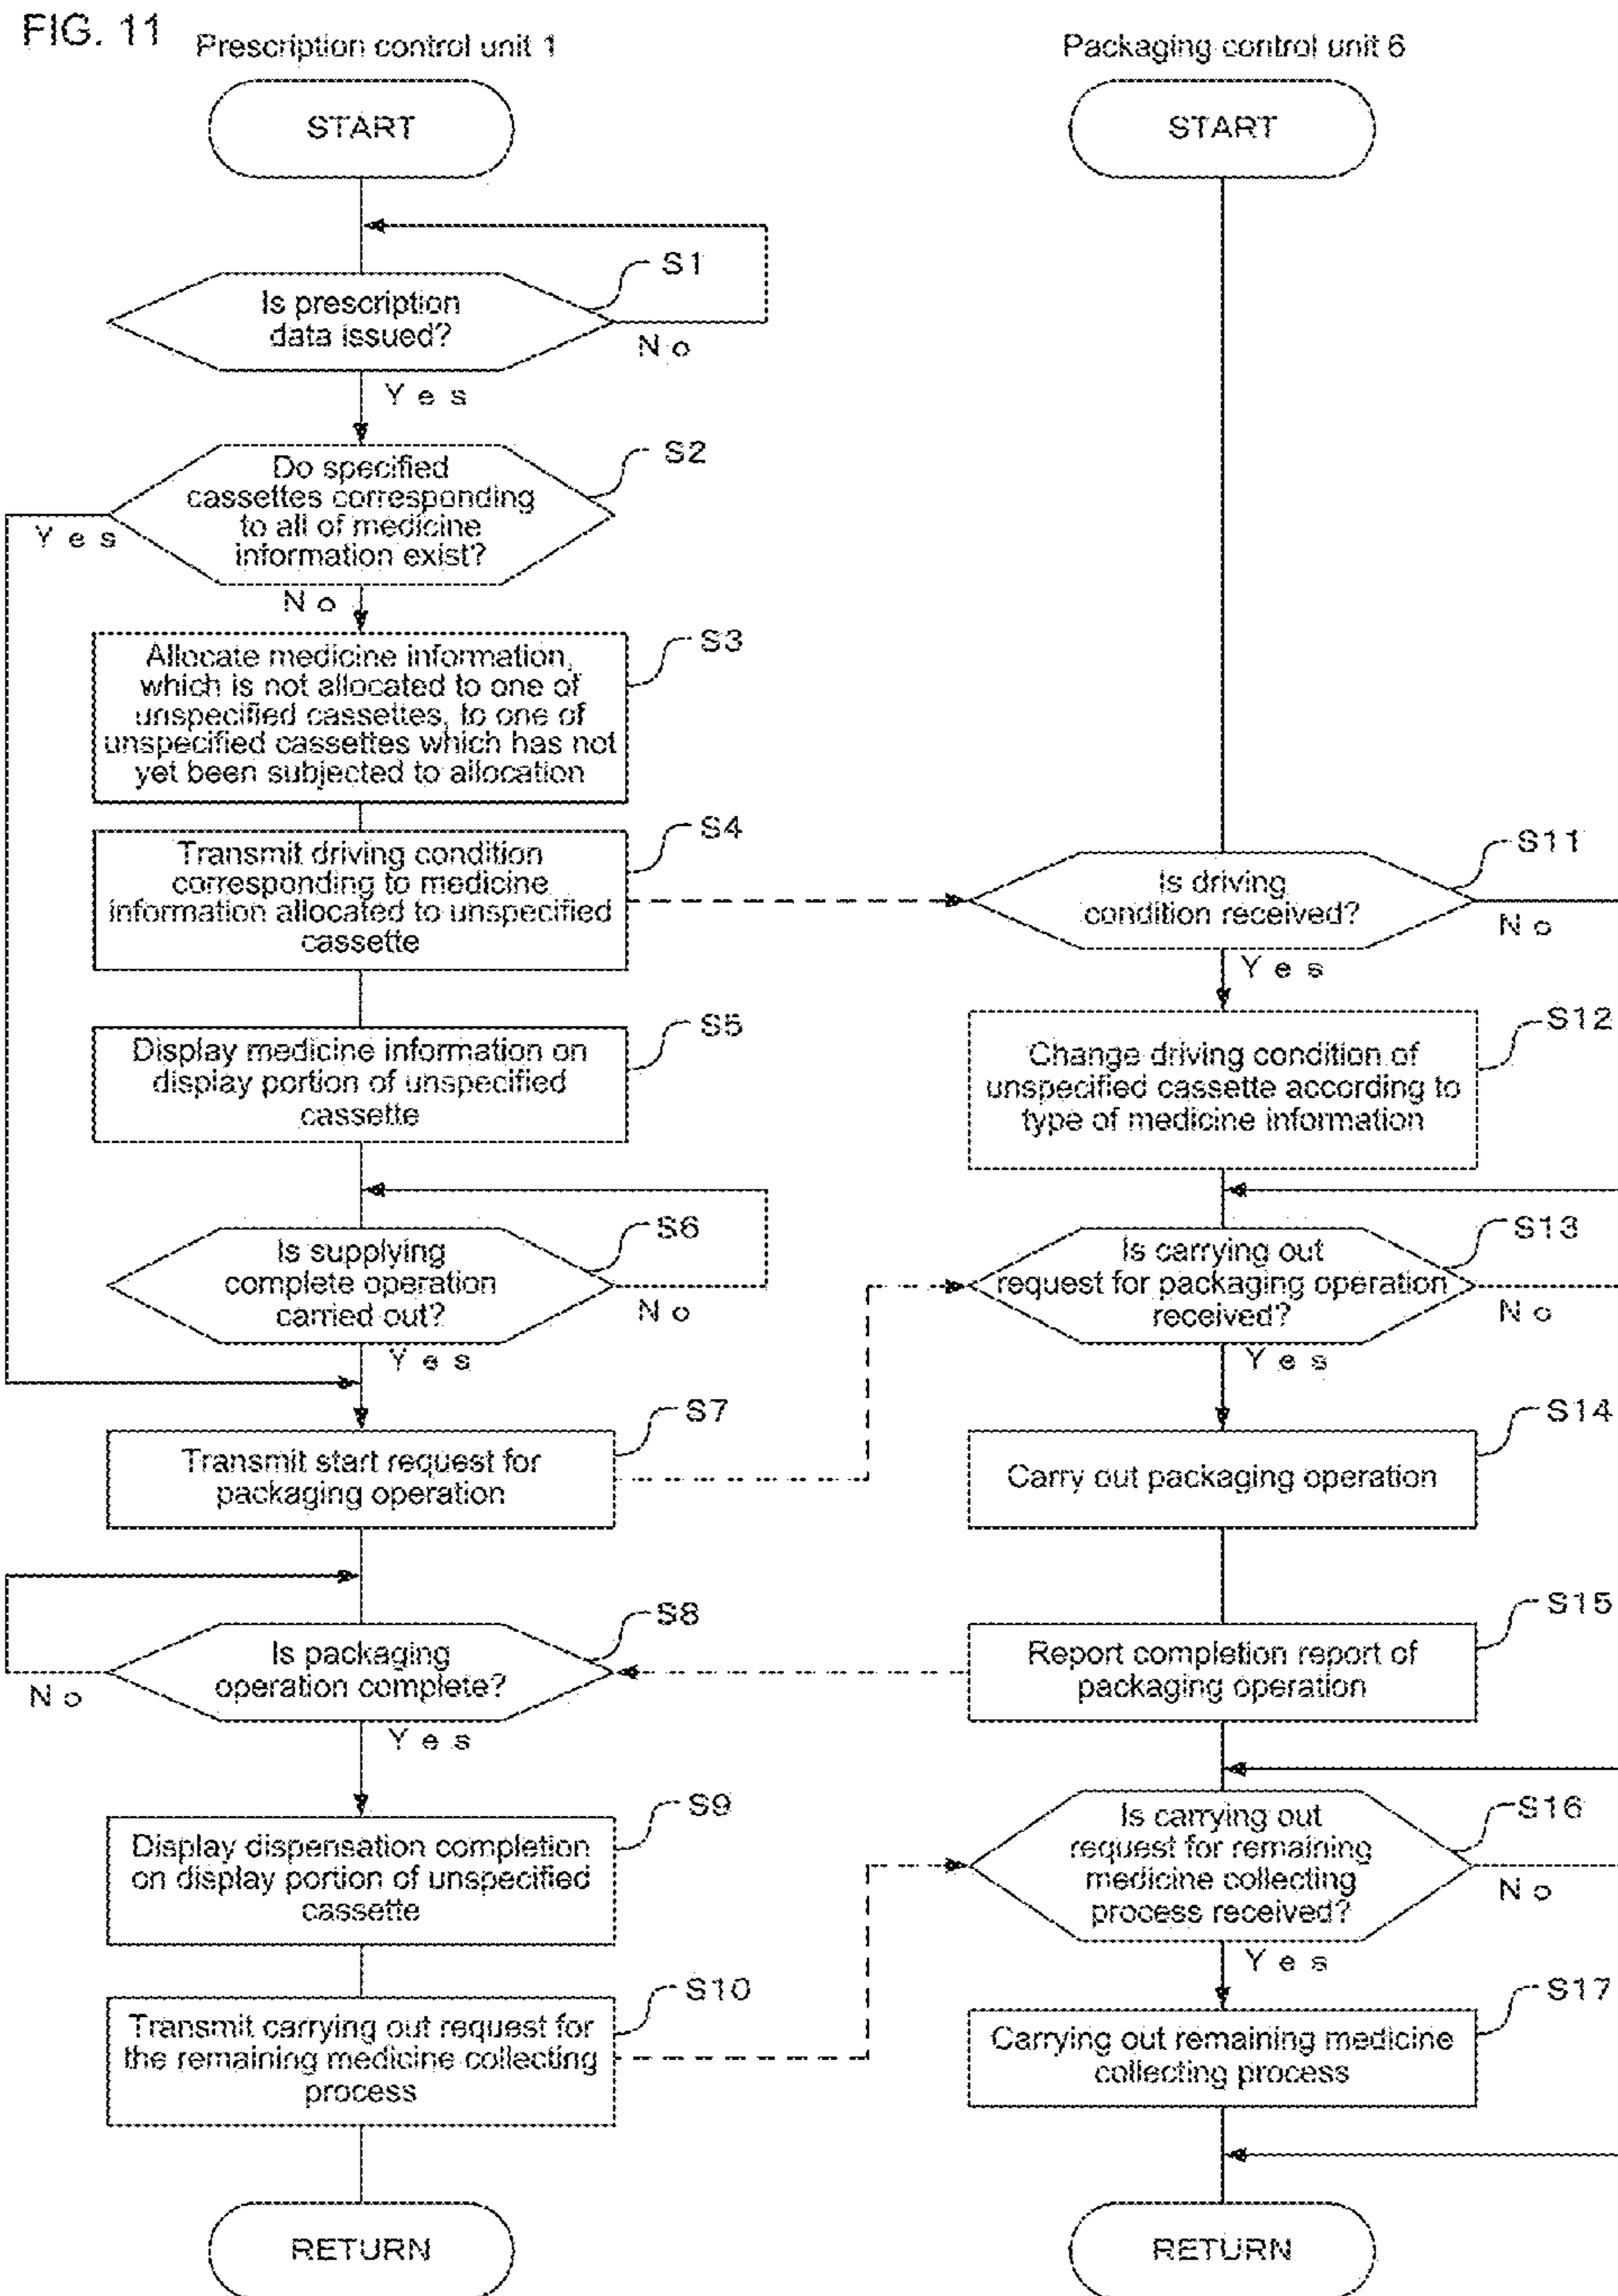 FIG. 11
Prescription control unit 1
START
S1
Is prescription
data issued?
No
Yes
S2
Do specified
cassettes corresponding
to all of medicine
information exist?
Yes
No
S3
Allocate medicine information,
which is not allocated to one of
unspecified cassettes, to one of
unspecified cassettes which has not
yet been subjected to allocation
S4
Transmit driving condition
corresponding to medicine
information allocated to unspecified
cassette
S5
Display medicine information on
display portion of unspecified
cassette
S6
Is supplying
complete operation
carried out?
No
Yes
S7
Transmit start request for
packaging operation
S8
Is packaging
operation complete?
No
Yes
S9
Display dispensation completion
on display portion of unspecified
cassette
S10
Transmit carrying out request for
the remaining medicine collecting
process
RETURN
Packaging control unit 6
START
S11
Is driving
condition received?
No
Yes
S12
Change driving condition of
unspecified cassette according to
type of medicine information
S13
Is carrying out
request for packaging operation
received?
No
Yes
S14
Carry out packaging operation
S15
Report completion report of
packaging operation
S16
Is carrying out
request for remaining
medicine collecting
process received?
No
Yes
S17
Carrying out remaining medicine
collecting process
RETURN